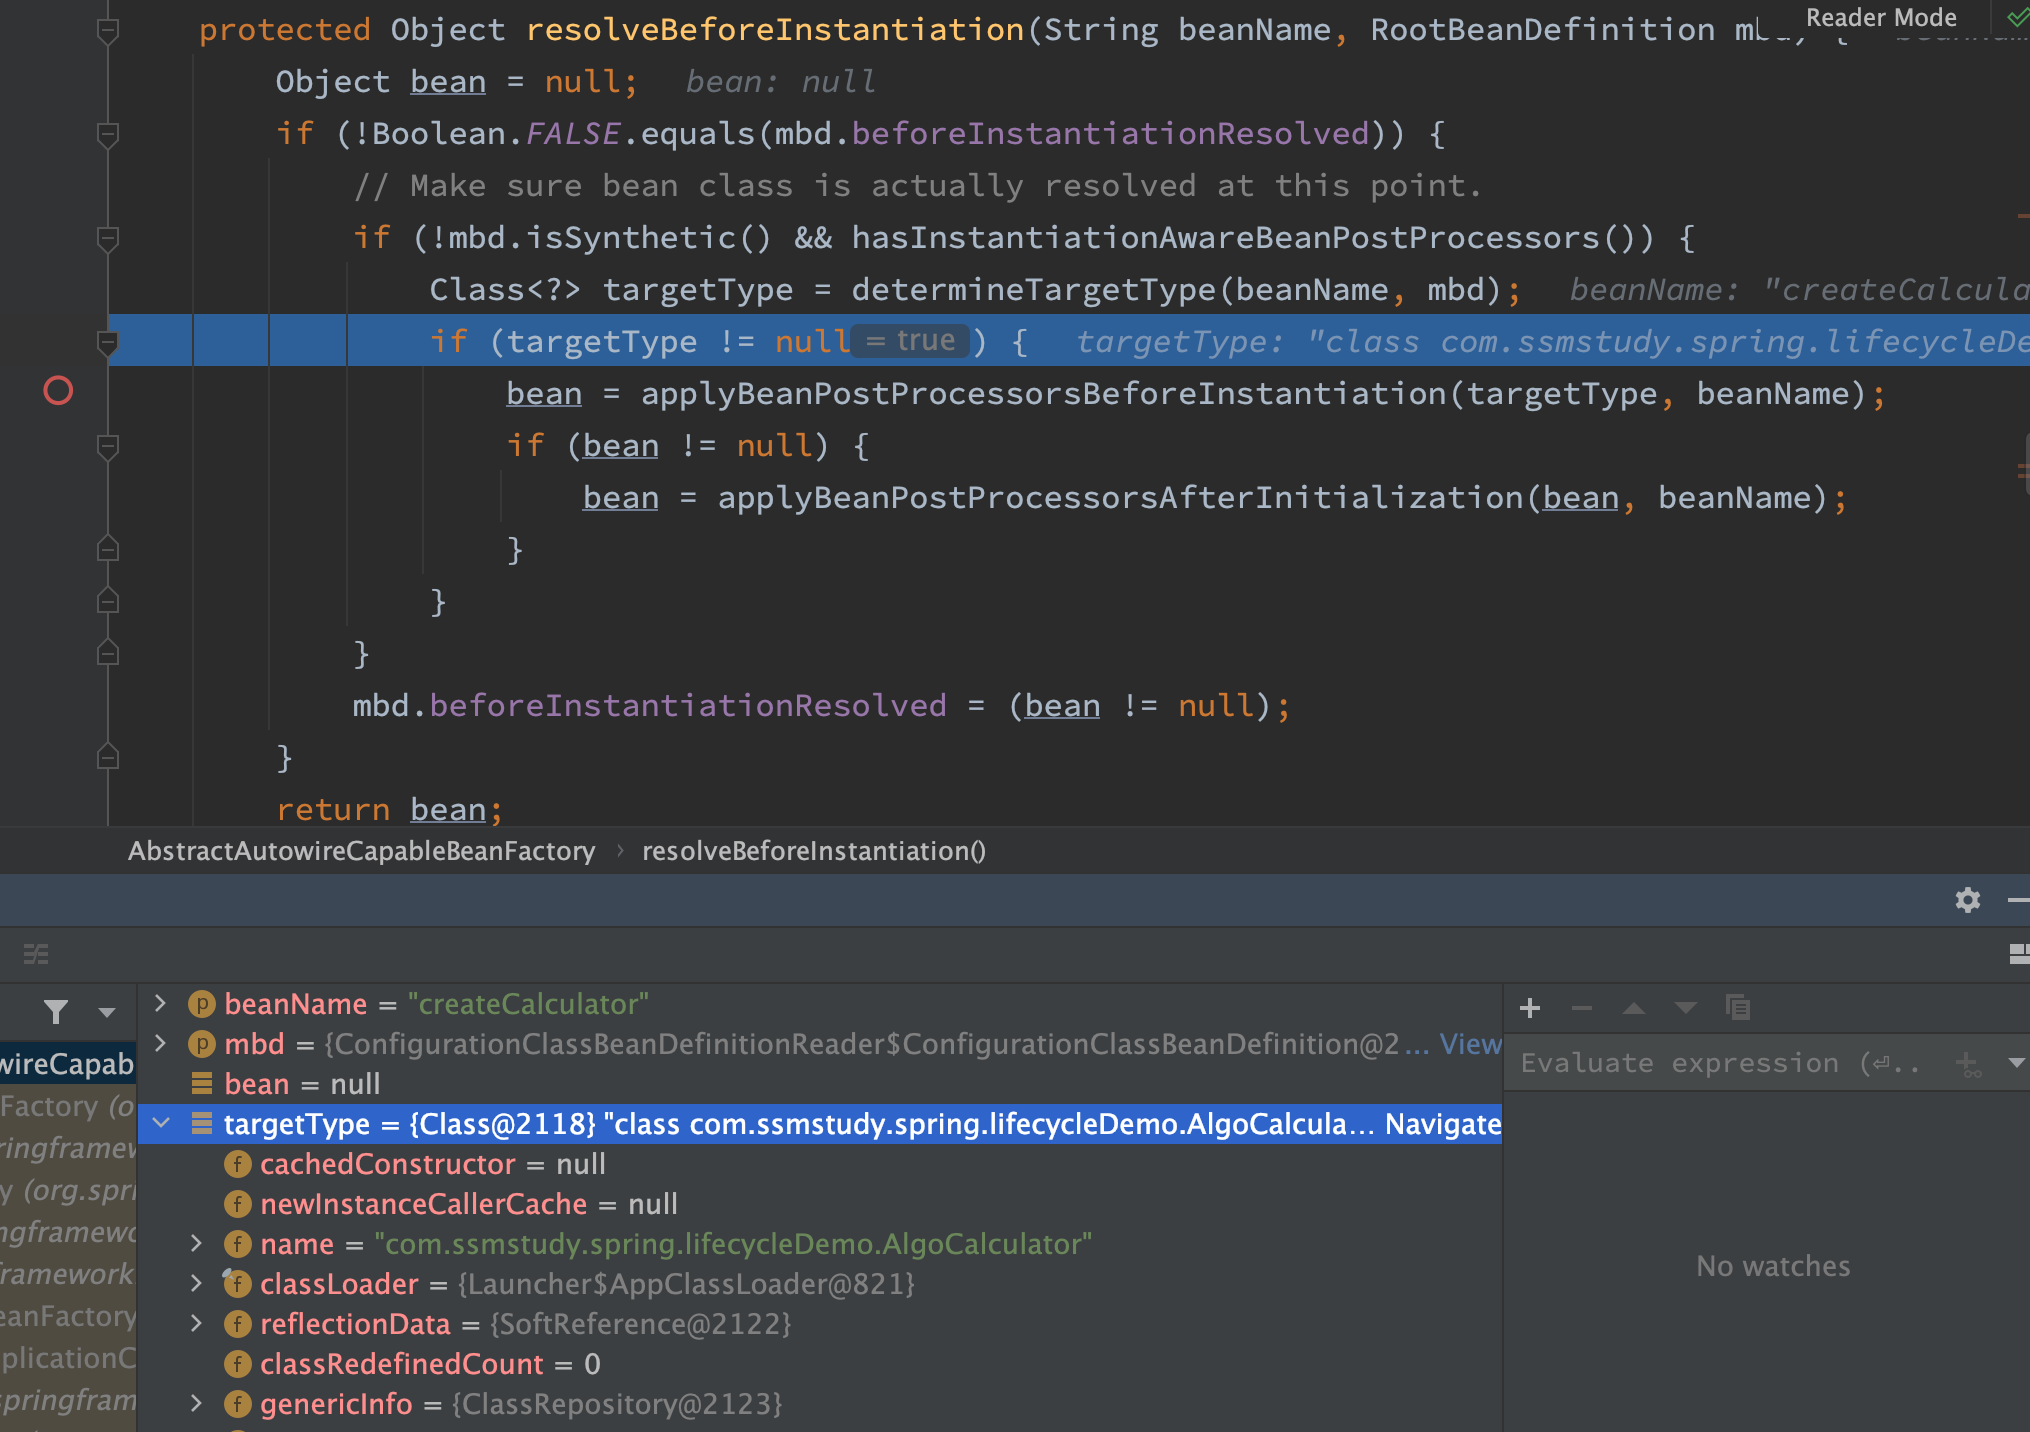 protected Object resolveBeforeInstantiation(String beanName, RootBeanDefinition mbd) {
Reader Mode
Object bean = null; bean: null
if (!Boolean.FALSE.equals(mbd.beforeInstantiationResolved)) {
// Make sure bean class is actually resolved at this point.
if (!mbd.isSynthetic() && hasInstantiationAwareBeanPostProcessors()) {
Class<?> targetType = determineTargetType(beanName, mbd); beanName: "createCalcula
if (targetType != null = true ) { targetType: "class com.ssmstudy.spring.lifecycleDe
bean = applyBeanPostProcessorsBeforeInstantiation(targetType, beanName);
if (bean != null) {
bean = applyBeanPostProcessorsAfterInitialization(bean, beanName);
}
}
}
mbd.beforeInstantiationResolved = (bean != null);
}
return bean;
AbstractAutowireCapableBeanFactory › resolveBeforeInstantiation()
wireCapab
Factory (o
ringframew
y (org.spri
ngframewo
framework.
eanFactory
plicationC
springfram
beanName = "createCalculator"
mbd = {ConfigurationClassBeanDefinitionReader$ConfigurationClassBeanDefinition@2... View
bean = null
targetType = {Class@2118} "class com.ssmstudy.spring.lifecycleDemo.AlgoCalcula... Navigate
cachedConstructor = null
newInstanceCallerCache = null
name = "com.ssmstudy.spring.lifecycleDemo.AlgoCalculator"
classLoader = {Launcher$AppClassLoader@821}
reflectionData = {SoftReference@2122}
classRedefinedCount = 0
genericInfo = {ClassRepository@2123}
Evaluate expression (⏎..
No watches